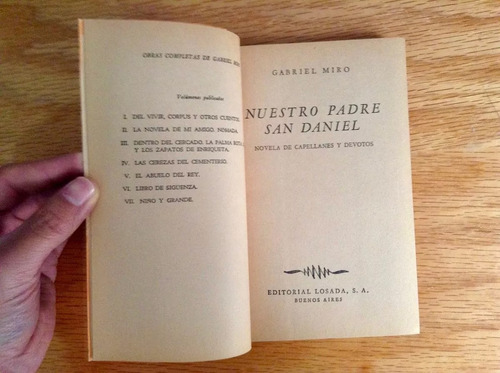 OBRAS COMPLETAS DE GABRIEL MIRÓ
Volúmenes publicados
I. DEL VIVIR, CORPUS Y OTROS CUENTOS.
II. LA NOVELA DE MI AMIGO, NOMADA.
III. DENTRO DEL CERCADO, LA PALMA ROTA
Y LOS ZAPATOS DE ENRIQUETA.
IV. LAS CEREZAS DEL CEMENTERIO.
V. EL ABUELO DEL REY.
VI. LIBRO DE SIGÜENZA.
VII. NIÑO Y GRANDE.
GABRIEL MIRO
NUESTRO PADRE
SAN DANIEL
NOVELA DE CAPELLANES Y DEVOTOS
EDITORIAL LOSADA, S. A.
BUENOS AIRES